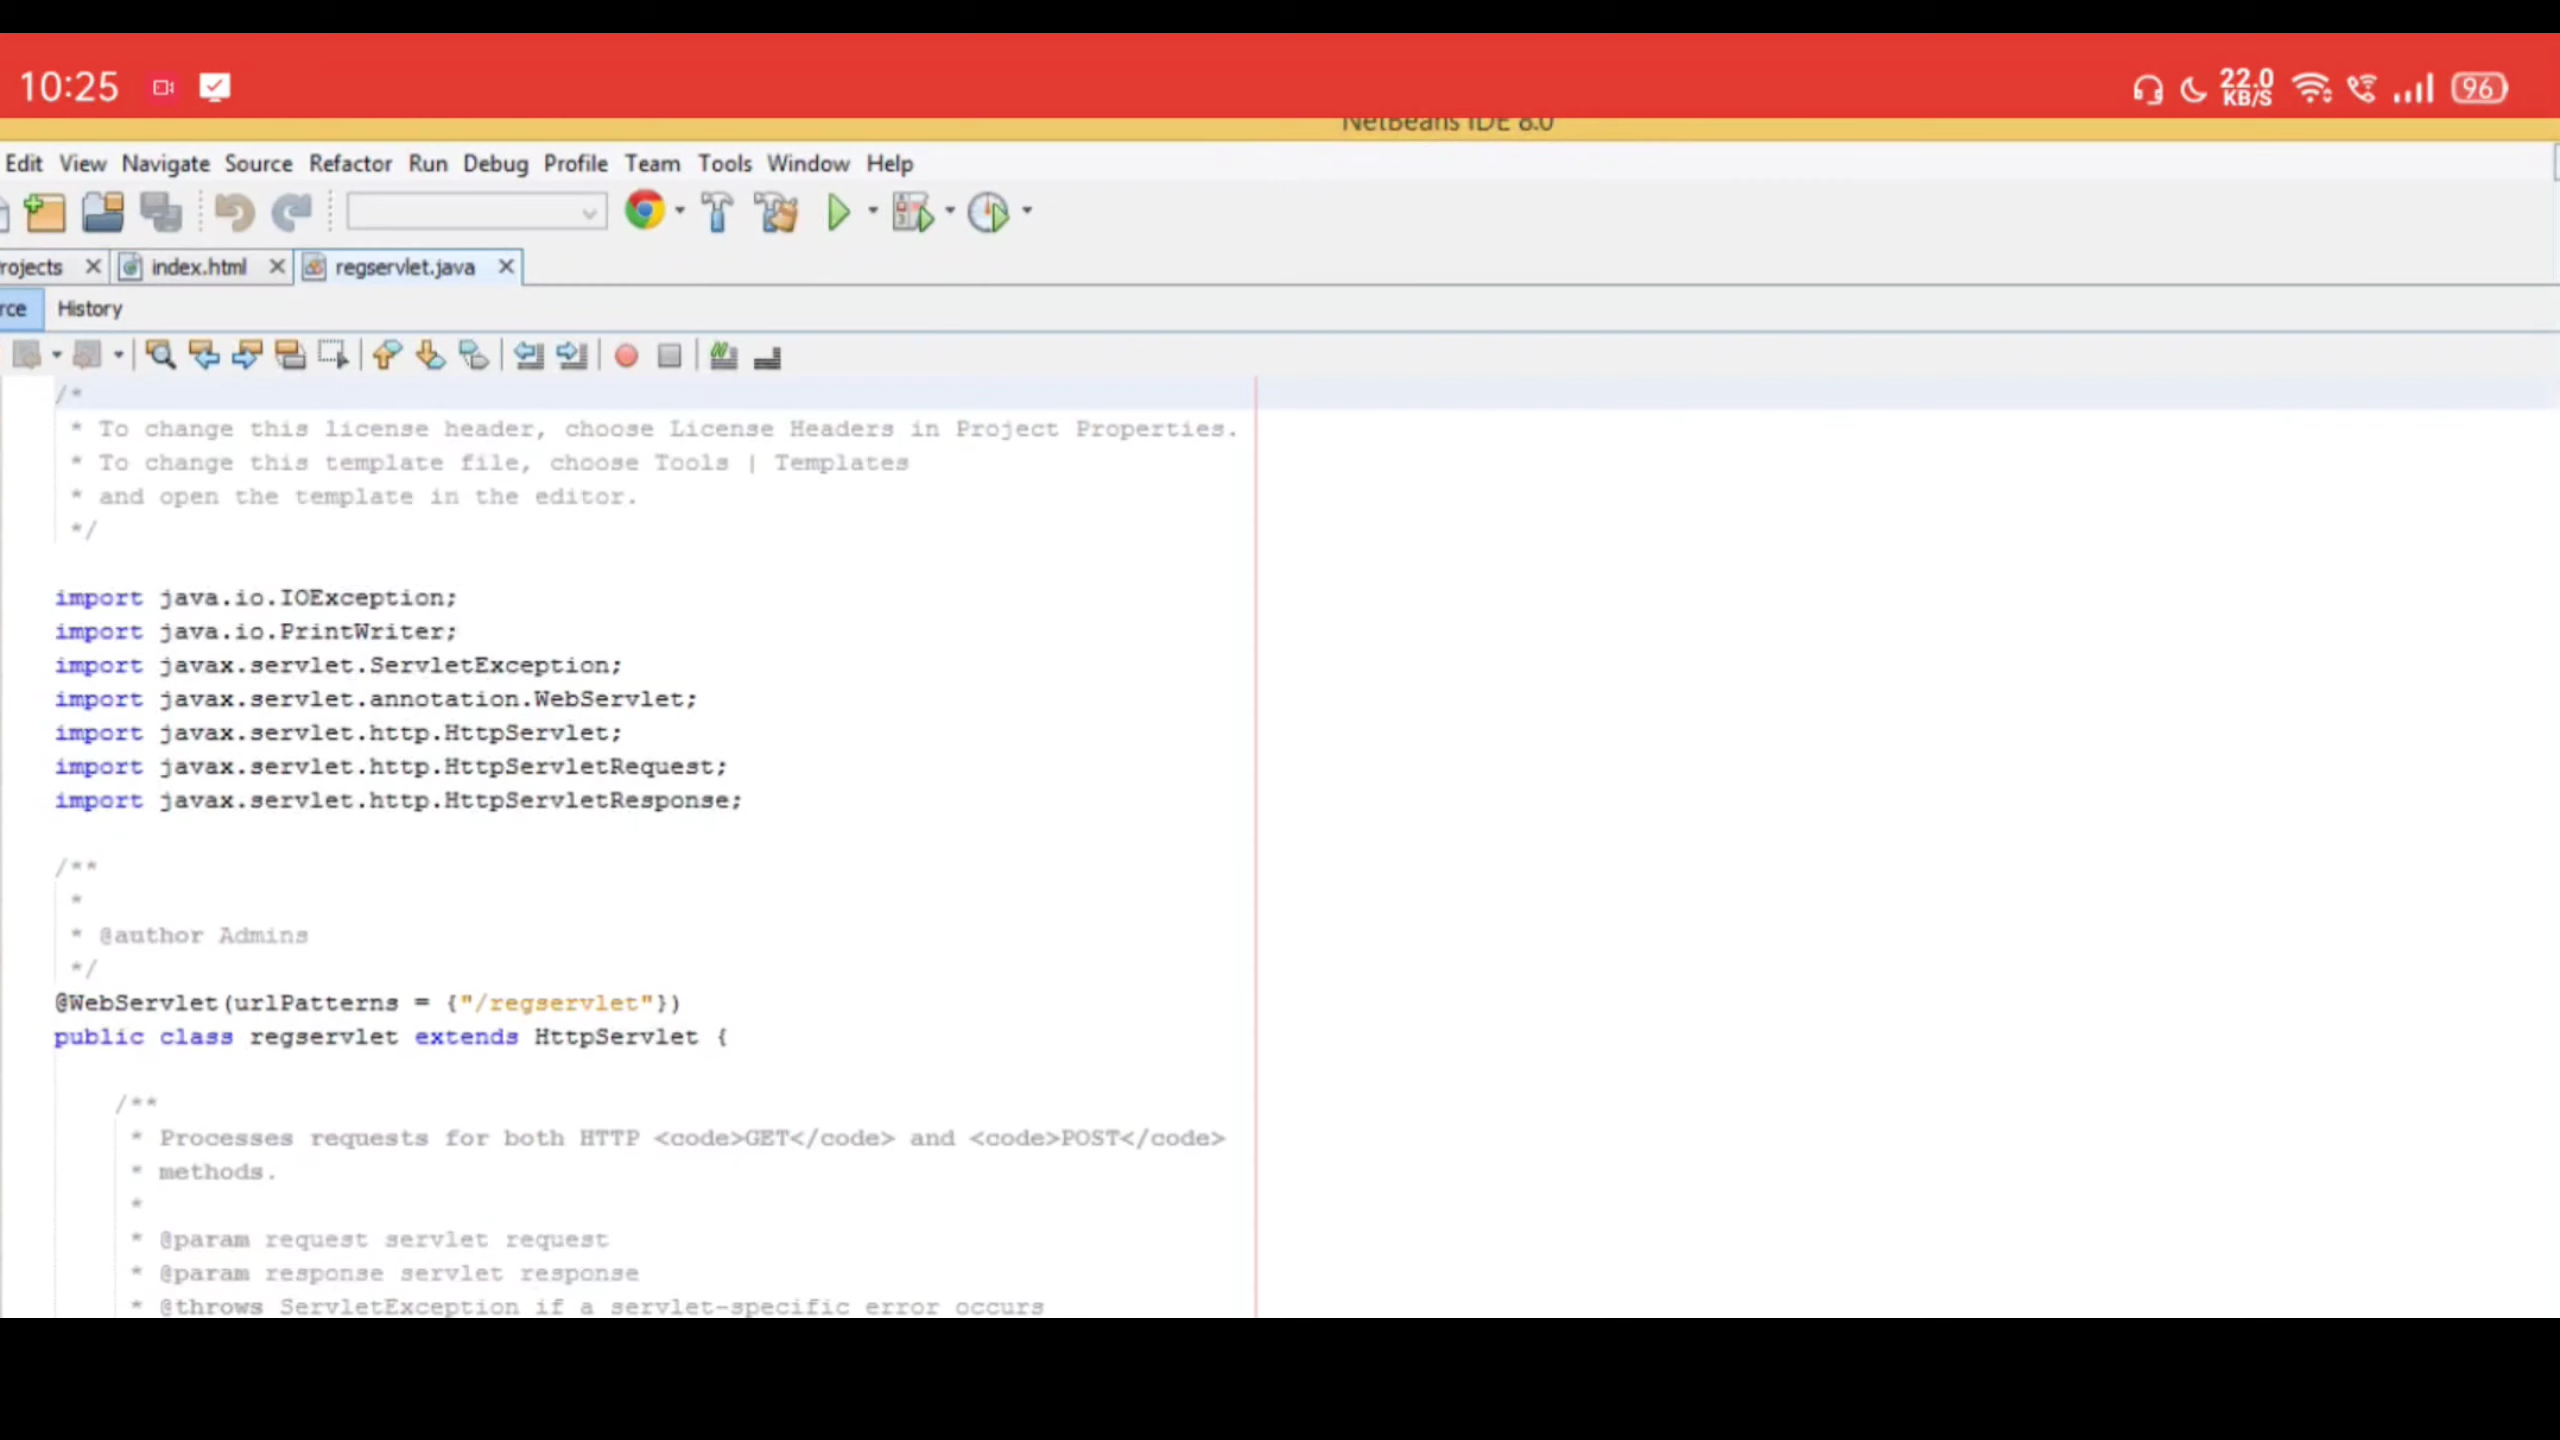 10:25
22.0
KB/S
96
NetBeans IDE 8.0
Edit View Navigate Source Refactor Run Debug Profile Team Tools Window Help
rojects index.html regservlet.java
rce History
/*
* To change this license header, choose License Headers in Project Properties.
* To change this template file, choose Tools | Templates
* and open the template in the editor.
*/
import java.io.IOException;
import java.io.PrintWriter;
import javax.servlet.ServletException;
import javax.servlet.annotation.WebServlet;
import javax.servlet.http.HttpServlet;
import javax.servlet.http.HttpServletRequest;
import javax.servlet.http.HttpServletResponse;
/**
*
* @author Admins
*/
@WebServlet(urlPatterns = {"/regservlet"})
public class regservlet extends HttpServlet {
/**
* Processes requests for both HTTP <code>GET</code> and <code>POST</code>
* methods.
*
* @param request servlet request
* @param response servlet response
* @throws ServletException if a servlet-specific error occurs